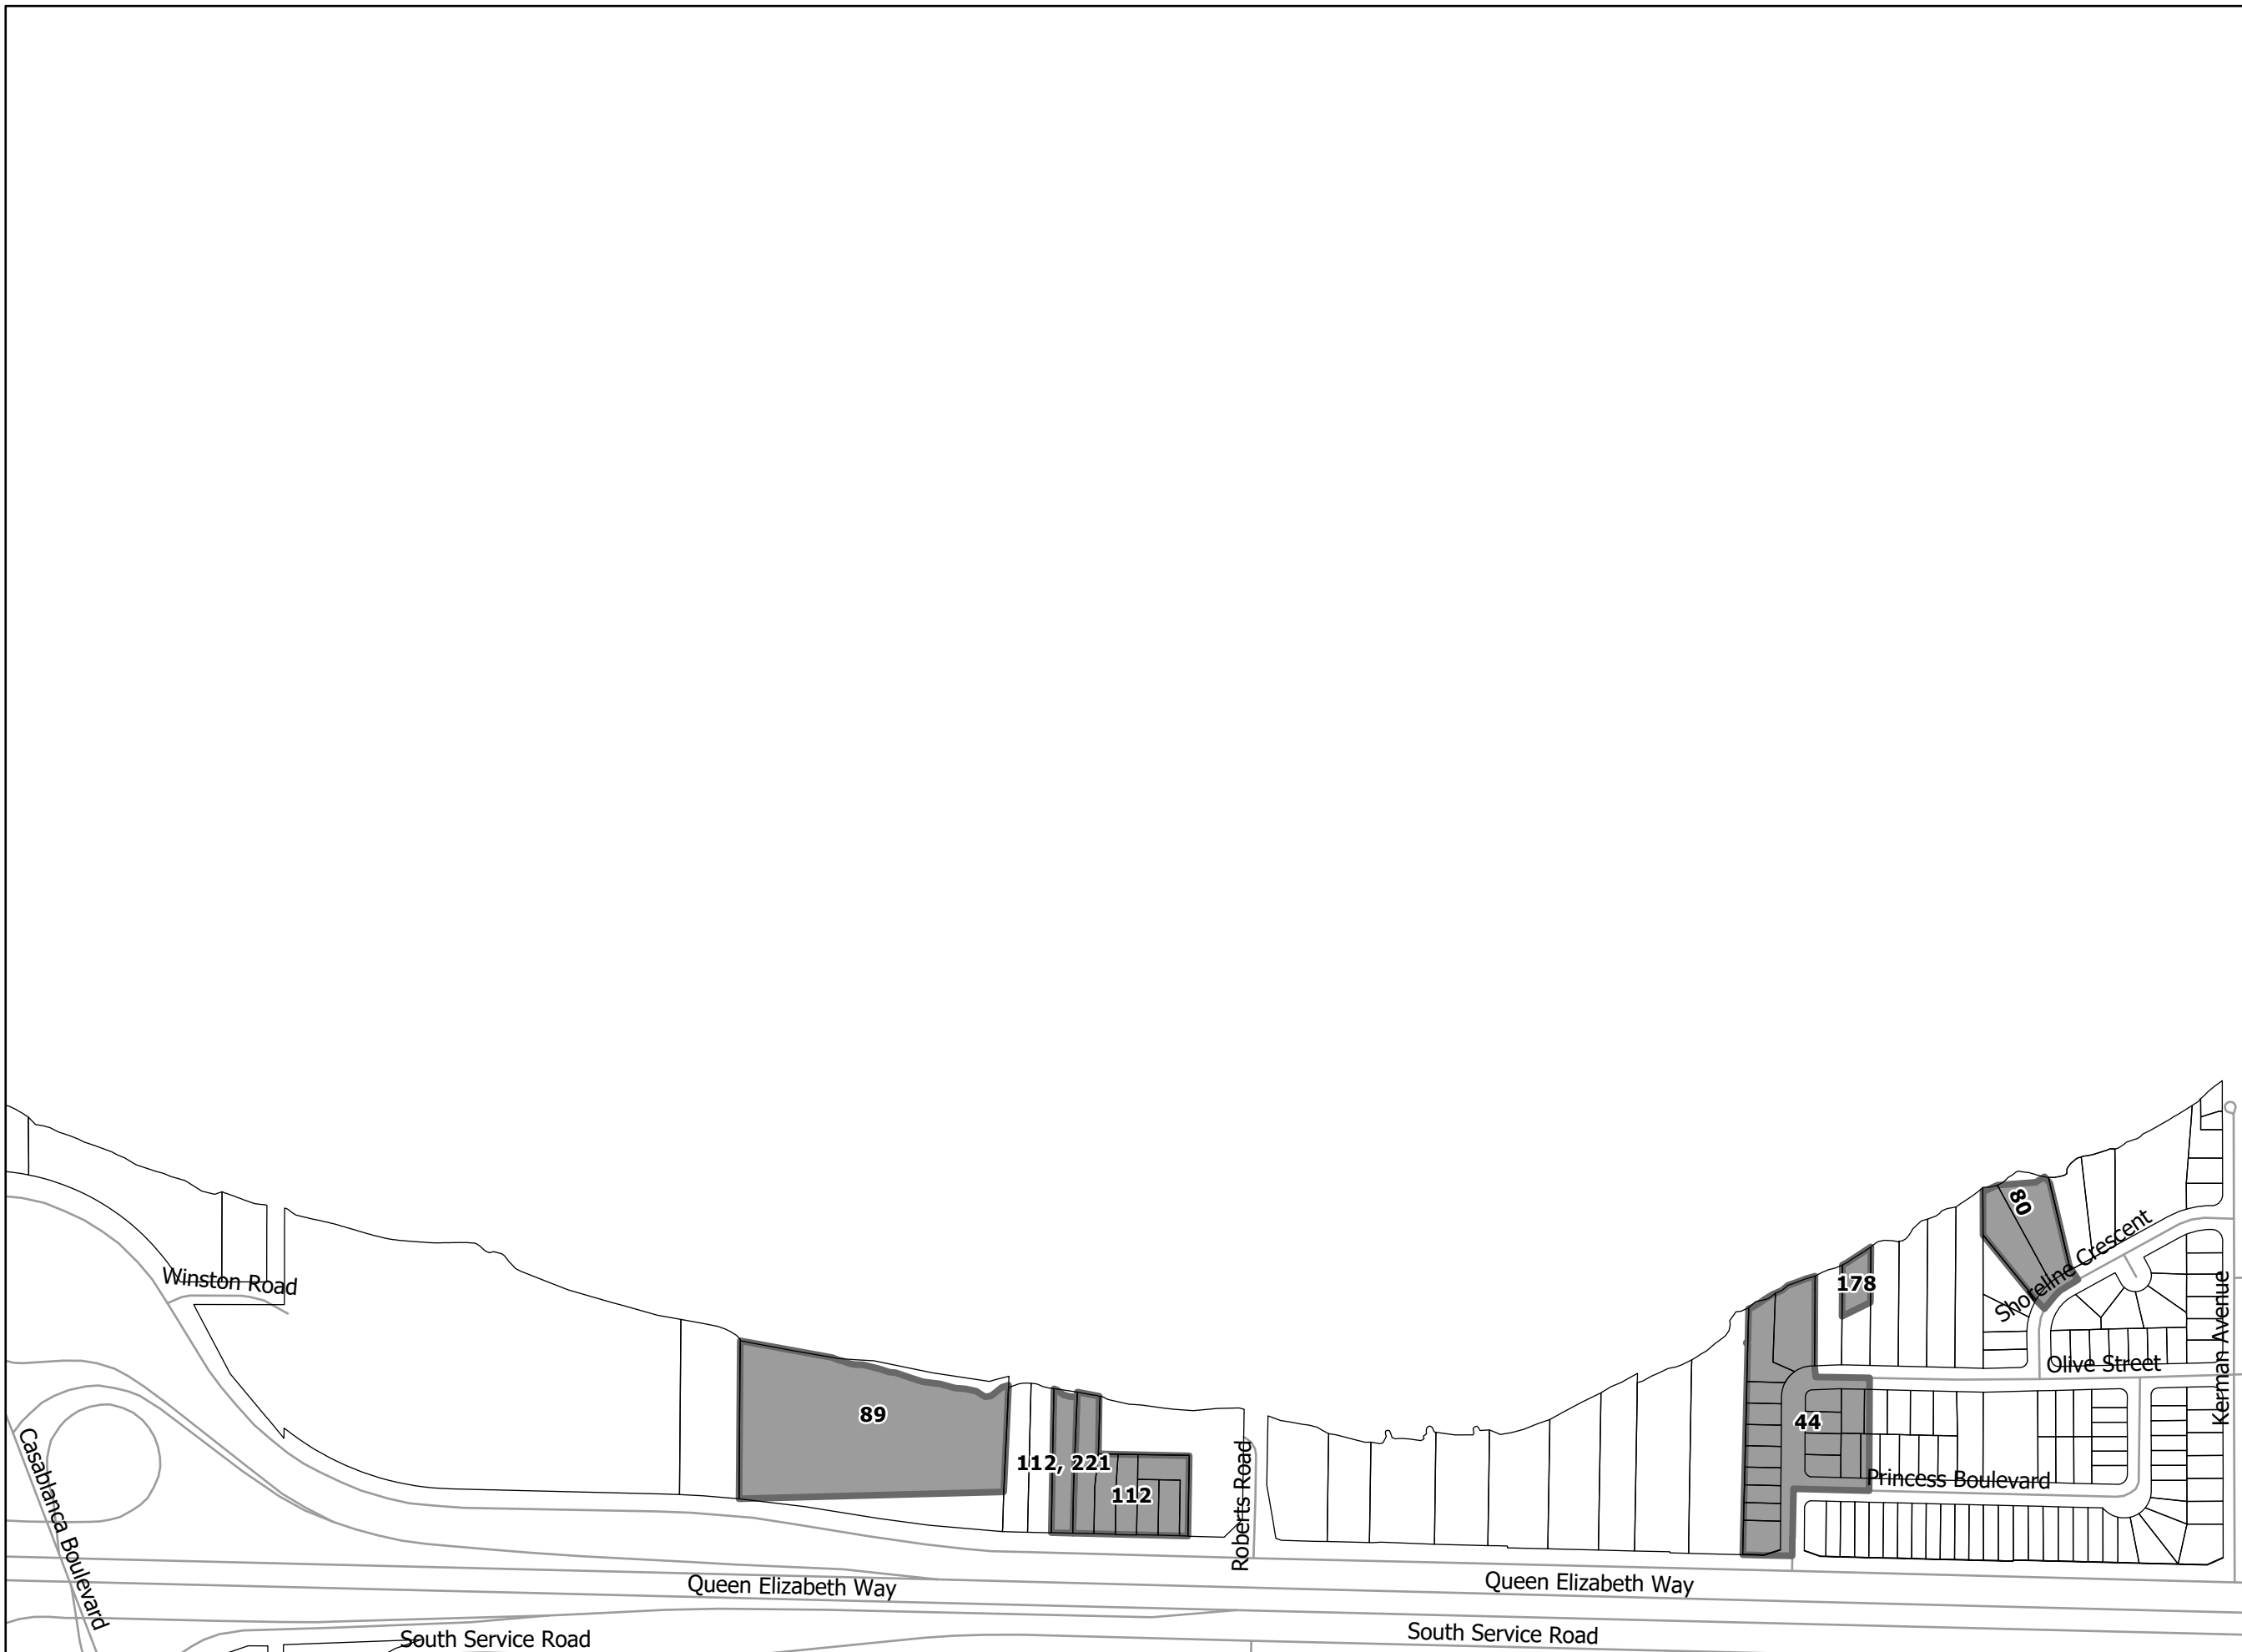 80
Shoreline Crescent
178
Winston Road
Kerman Avenue
Olive Street
89
44
112, 221
Princess Boulevard
112
Roberts Road
Casablanca Boulevard
Queen Elizabeth Way
Queen Elizabeth Way
South Service Road
South Service Road